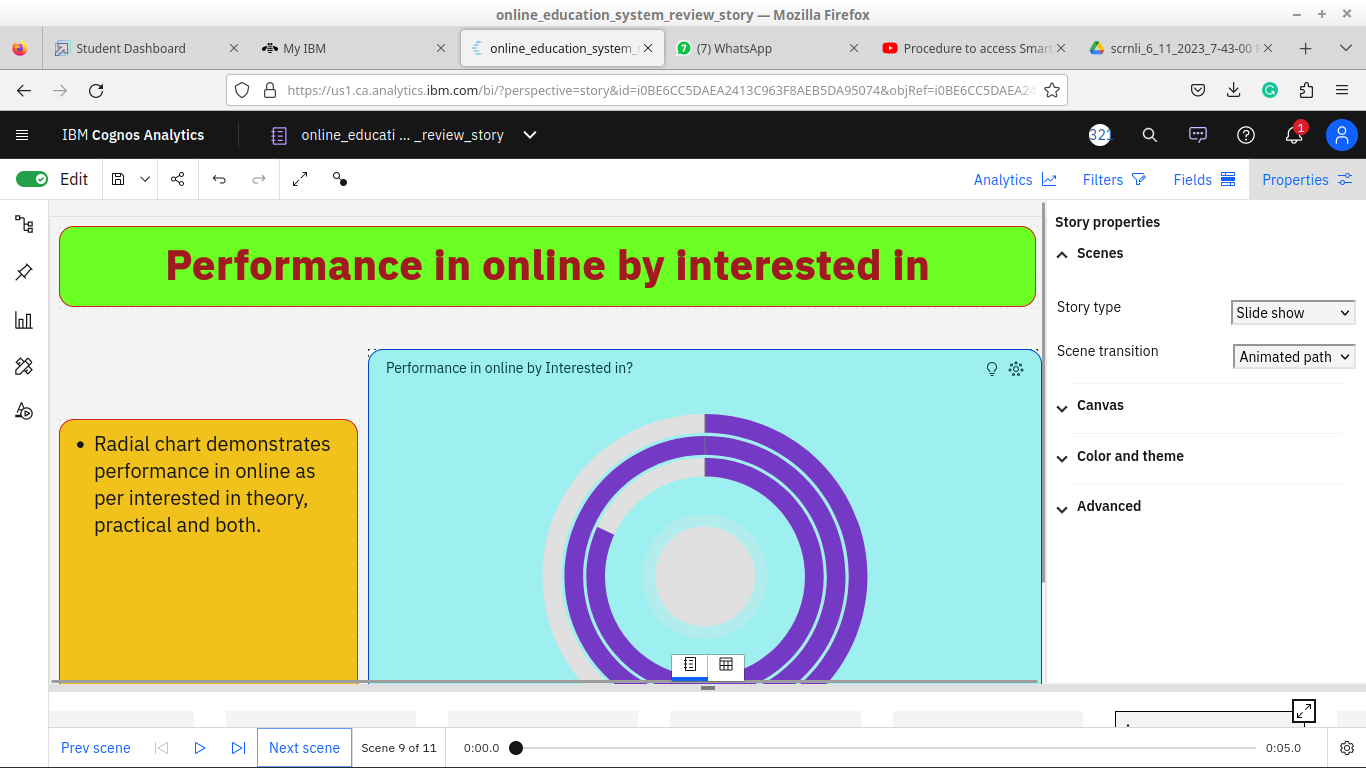 online_education_system_review_story — Mozilla Firefox
Student Dashboard
My IBM
online_education_system_r
7
(7) WhatsApp
Procedure to access Smar
scrnli_6_11_2023_7-43-00
https://us1.ca.analytics.ibm.com/bi/?perspective=story&id=i0BE6CC5DAEA2413C963F8AEB5DA95074&objRef=i0BE6CC5DAEA24
IBM Cognos Analytics
online_educati ... _review_story
321
1
Edit
Analytics
Filters
Fields
Properties
Performance in online by interested in
Performance in online by Interested in?
• Radial chart demonstrates
performance in online as
per interested in theory,
practical and both.
Story properties
Scenes
Story type
Slide show
Scene transition
Animated path
Canvas
Color and theme
Advanced
Prev scene
Next scene
Scene 9 of 11
0:00.0
0:05.0